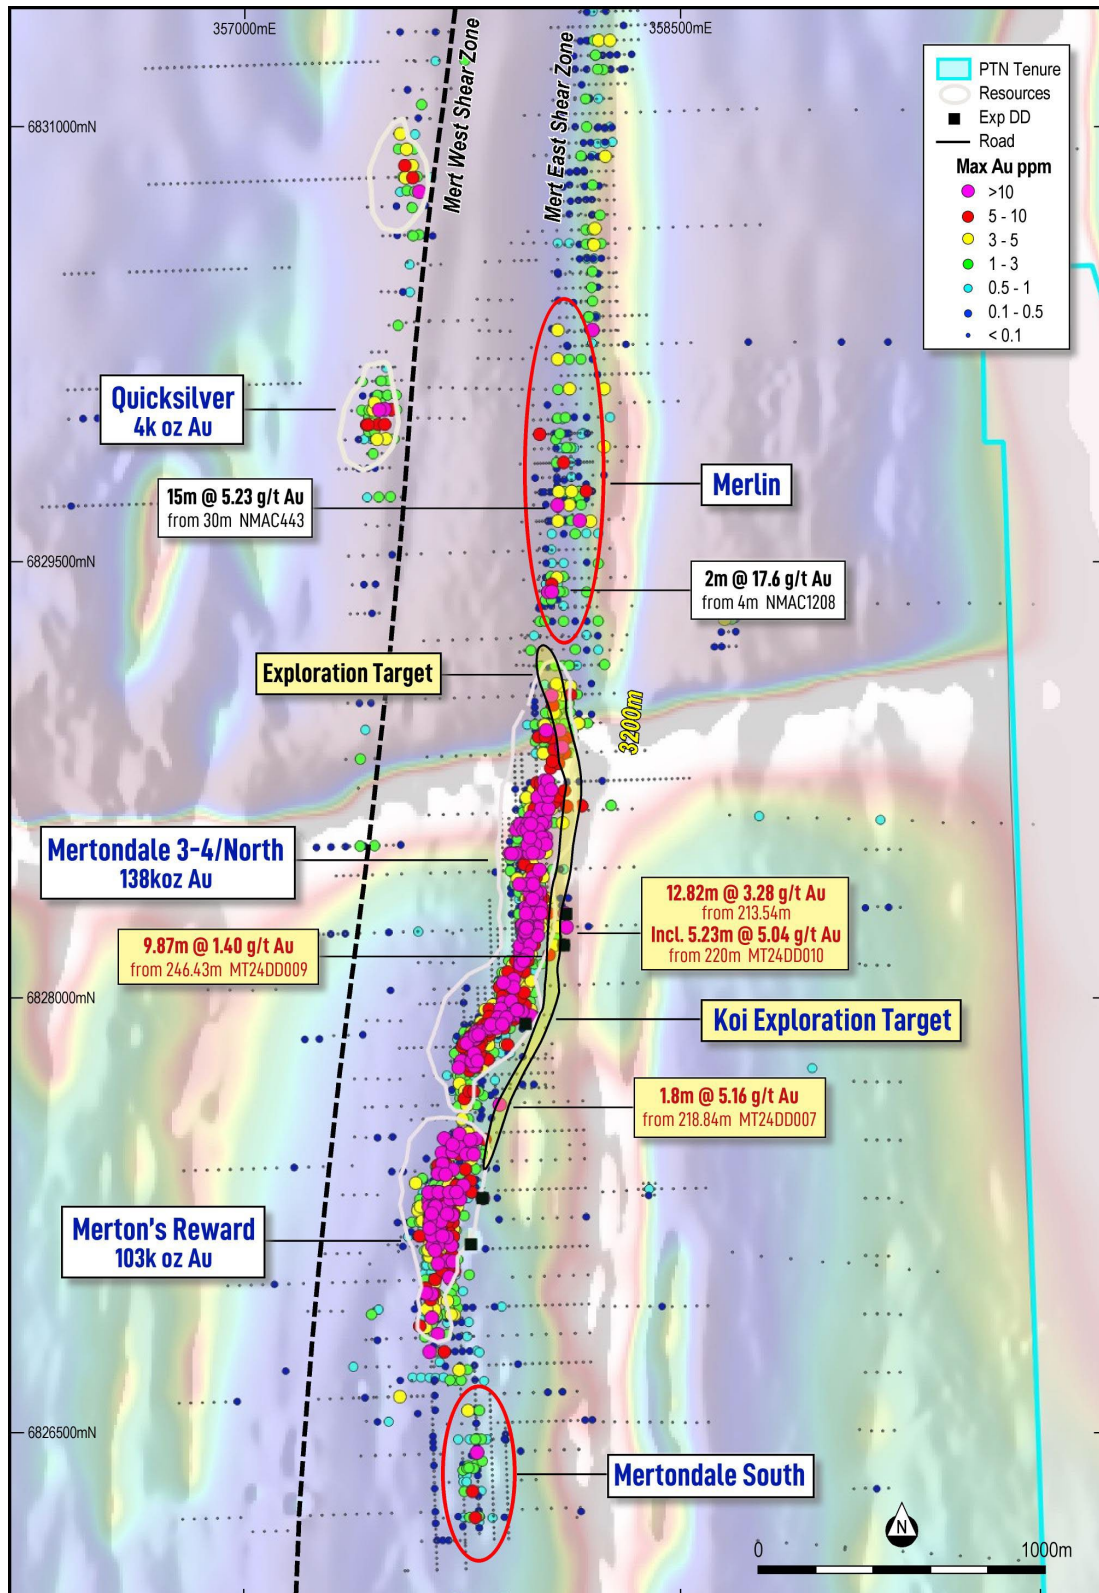 357000mE
358500mE
Mert West Shear Zone
Mert East Shear Zone
PTN Tenure
Resources
Exp DD
Road
Max Au ppm
>10
5 - 10
3 - 5
1 - 3
0.5 - 1
0.1 - 0.5
< 0.1
6831000mN
Quicksilver
4k oz Au
15m @ 5.23 g/t Au
from 30m NMAC443
Merlin
6829500mN
2m @ 17.6 g/t Au
from 4m NMAC1208
Exploration Target
3200m
Mertondale 3-4/North
138koz Au
12.82m @ 3.28 g/t Au
from 213.54m
Incl. 5.23m @ 5.04 g/t Au
from 220m MT24DD010
9.87m @ 1.40 g/t Au
from 246.43m MT24DD009
6828000mN
Koi Exploration Target
1.8m @ 5.16 g/t Au
from 218.84m MT24DD007
Merton's Reward
103k oz Au
6826500mN
Mertondale South
N
0
1000m